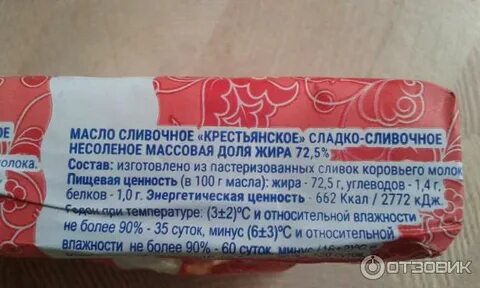 МАСЛО СЛИВОЧНОЕ «КРЕСТЬЯНСКОЕ» СЛАДКО-СЛИВОЧНОЕ
НЕСОЛЕНОЕ МАССОВАЯ ДОЛЯ ЖИРА 72,5%
Состав: изготовлено из пастеризованных сливок коровьего молок
Пищевая ценность (в 100 г масла): жира - 72,5 г, углеводов - 1,4 г,
белков - 1,0 г. Энергетическая ценность - 662 Ккал / 2772 кДж.
Годен при температуре: (3±2)°С и относительной влажности
не более 90% - 35 суток, минус (6±3)°С и относительной
влажности не более 90% - 60 суток, минус
ОТЗОВИК